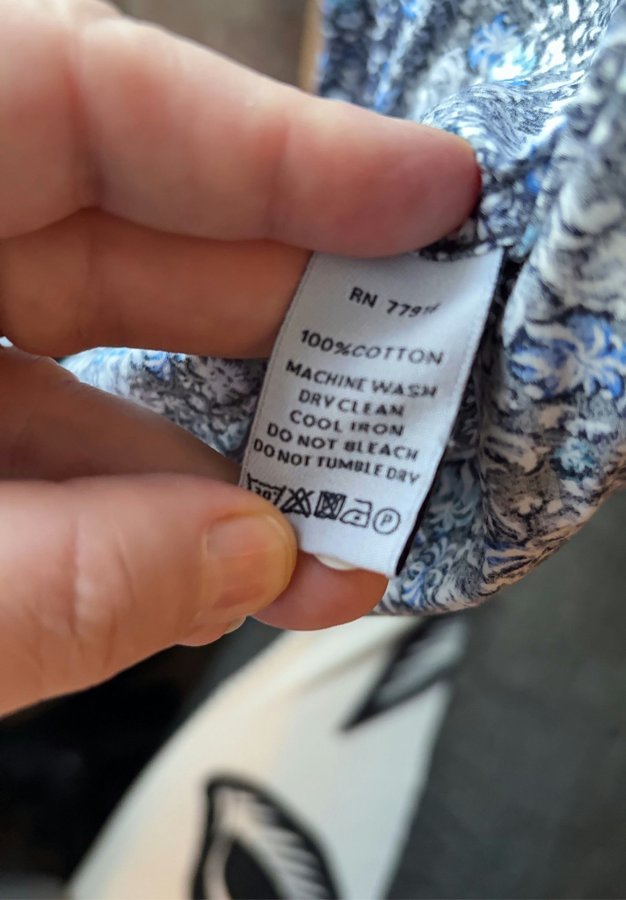 RN
100%COTTON
MACHINE WASH
DRY CLEAN
COOL IRON
DO NOT BLEACH
DO NOT TUMBLE DRY
P